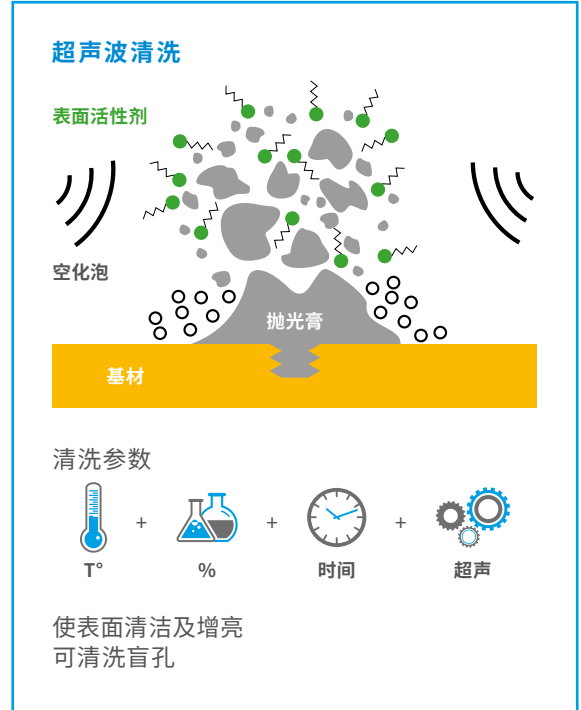 超声波清洗
表面活性剂
空化泡
抛光膏
基材
清洗参数
+
+
+
T°
%
时间
超声
使表面清洁及增亮
可清洗盲孔